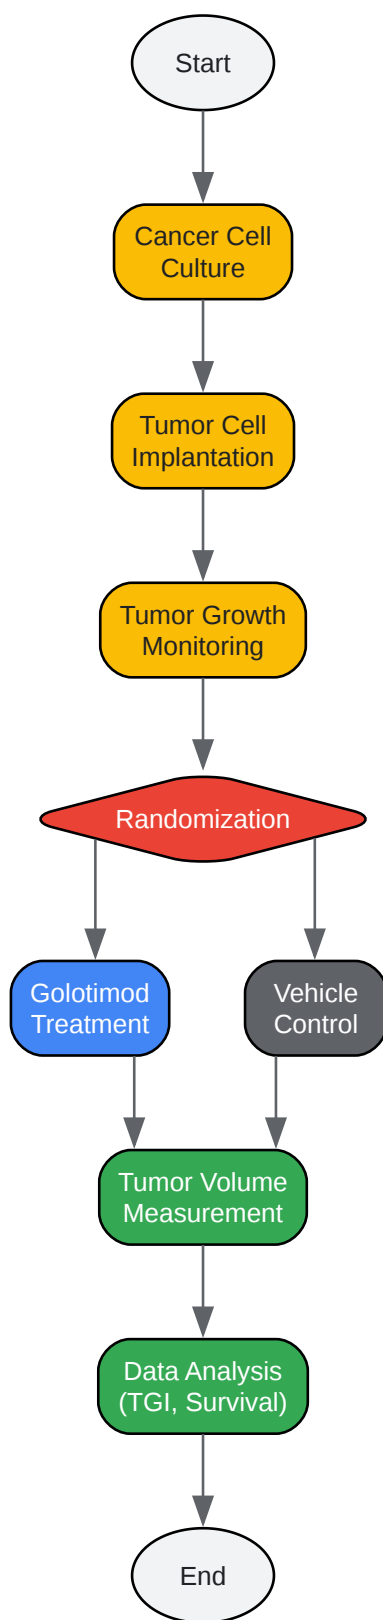 Start
Cancer Cell
Culture
Tumor Cell
Implantation
Tumor Growth
Monitoring
Randomization
Golotimod
Treatment
Vehicle
Control
Tumor Volume
Measurement
Data Analysis
(TGI, Survival)
End